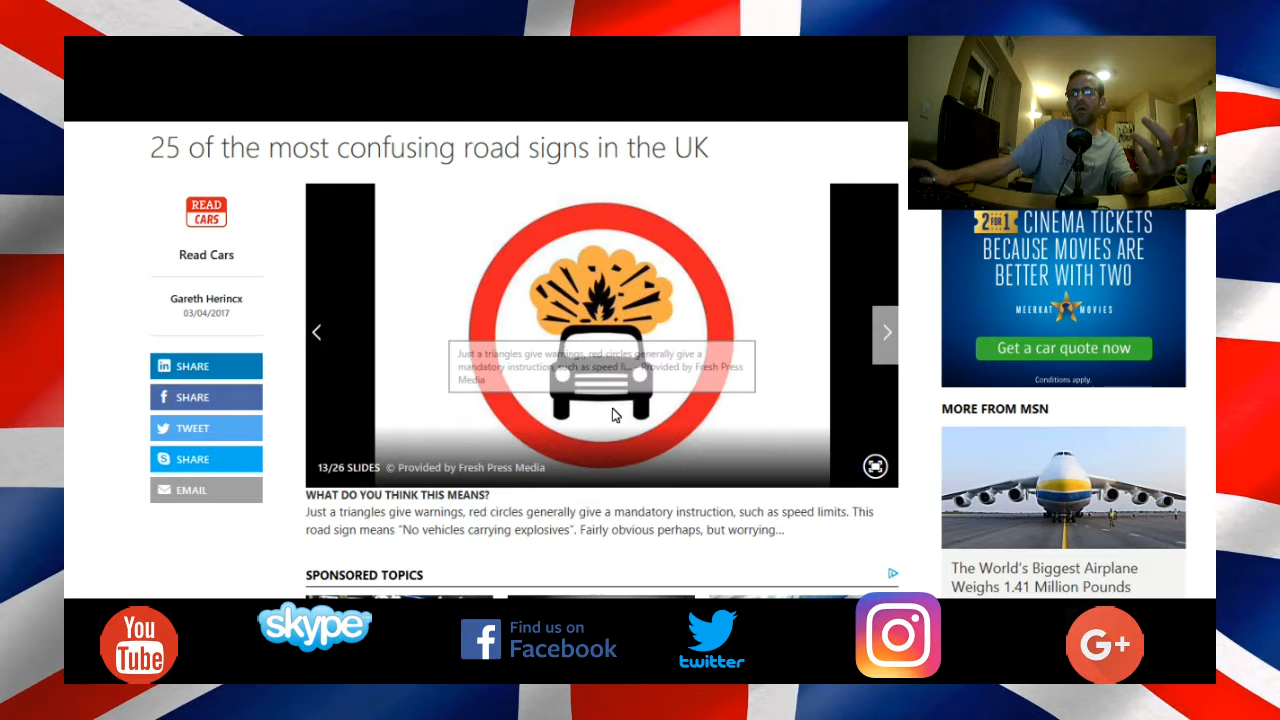 25 of the most confusing road signs in the UK
READ
CARS
Read Cars
Gareth Herincx
03/04/2017
in SHARE
f SHARE
TWEET
S SHARE
EMAIL
Just a triangles give warnings, red circles generally give a
mandatory instruction, such as speed li... - Provided by Fresh Press
Media
13/26 SLIDES © Provided by Fresh Press Media
WHAT DO YOU THINK THIS MEANS?
Just a triangles give warnings, red circles generally give a mandatory instruction, such as speed limits. This
road sign means “No vehicles carrying explosives”. Fairly obvious perhaps, but worrying...
SPONSORED TOPICS
2 FOR 1 CINEMA TICKETS
BECAUSE MOVIES ARE
BETTER WITH TWO
MEERKAT MOVIES
Get a car quote now
Conditions apply.
MORE FROM MSN
The World's Biggest Airplane
Weighs 1.41 Million Pounds
You
Tube
skype
f Find us on
Facebook
twitter
G+